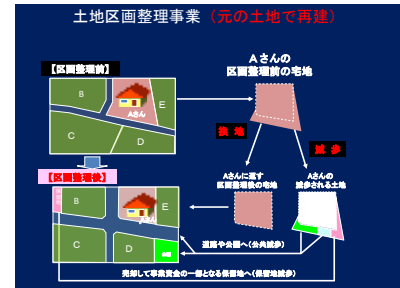 土地区画整理事業(元の土地で再建)
Aさんの
区画整理前の宅地
【区画整理前】
B
Aさん
E
C
D
換地
減歩
【区画整理後】
Aさんに返す
区画整理後の宅地
Aさんの
減歩される土地
B
Aさん
E
C
D
道路や公園へ(公共減歩)
売却して事業資金の一部となる保留地へ(保留地減歩)